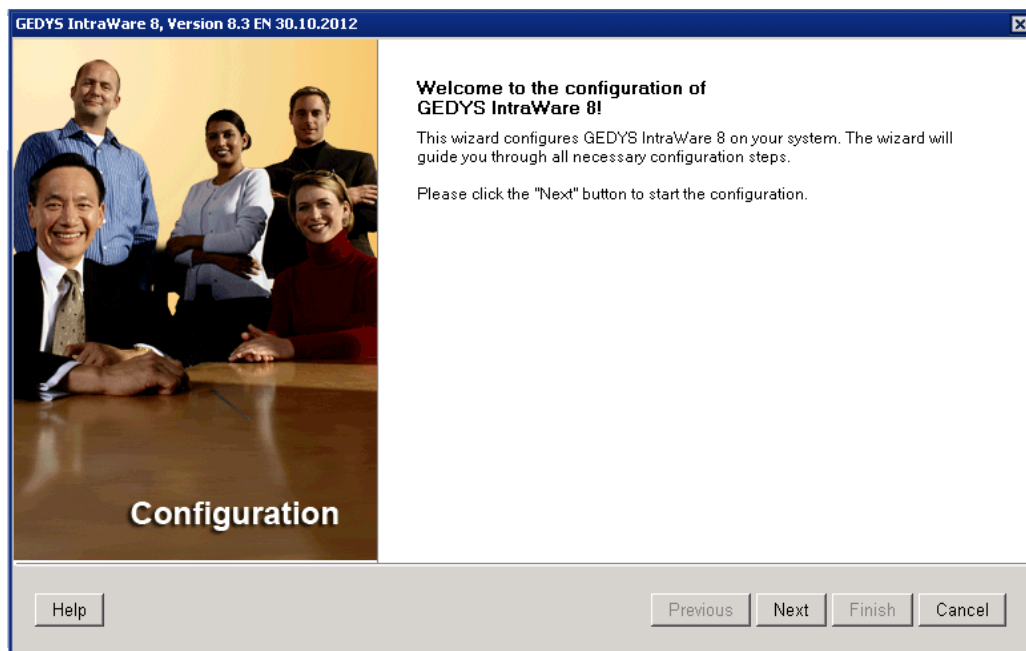 GEDYS IntraWare 8, Version 8.3 EN 30.10.2012
Welcome to the configuration of
GEDYS IntraWare 8!
This wizard configures GEDYS IntraWare 8 on your system. The wizard will
guide you through all necessary configuration steps.
Please click the "Next" button to start the configuration.
Configuration
Help
Previous
Next
Finish
Cancel